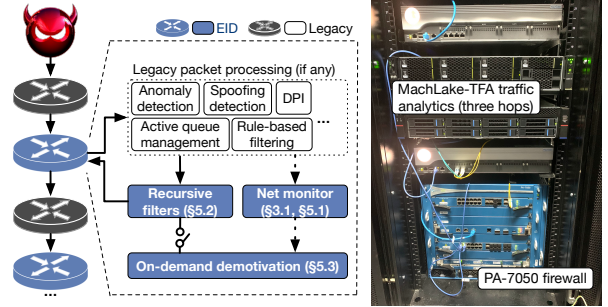 EID
Legacy
Legacy packet processing (if any)
Anomaly
detection
Spoofing
detection
DPI
Active queue
management
Rule-based
filtering
...
Recursive
filters (§5.2)
Net monitor
(§3.1, §5.1)
On-demand demotivation (§5.3)
...
MachLake-TFA traffic
analytics (three hops)
PA-7050 firewall